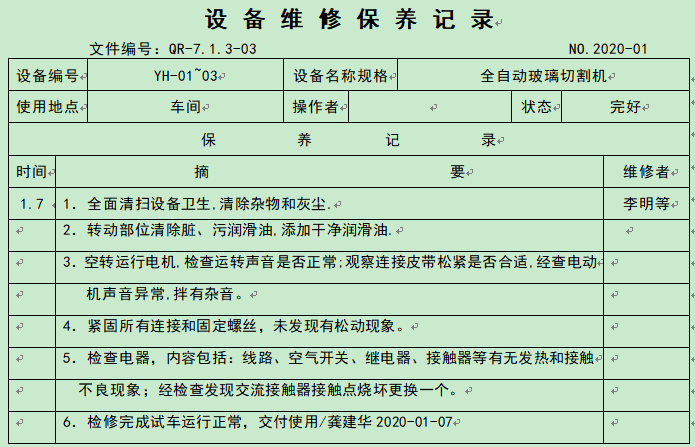 设备维修保养记录
文件编号：QR-7.1.3-03 NO.2020-01
设备编号 YH-01~03 设备名称规格 全自动玻璃切割机
使用地点 车间 操作者 状态 完好
保养记录
时间 摘要 维修者
1.7 1．全面清扫设备卫生,清除杂物和灰尘. 李明等
2．转动部位清除脏、污润滑油,添加干净润滑油.
3．空转运行电机,检查运转声音是否正常;观察连接皮带松紧是否合适,经查电动
机声音异常,拌有杂音。
4．紧固所有连接和固定螺丝，未发现有松动现象。
5．检查电器，内容包括：线路、空气开关、继电器、接触器等有无发热和接触
不良现象；经检查发现交流接触器接触点烧坏更换一个。
6．检修完成试车运行正常，交付使用/龚建华 2020-01-07